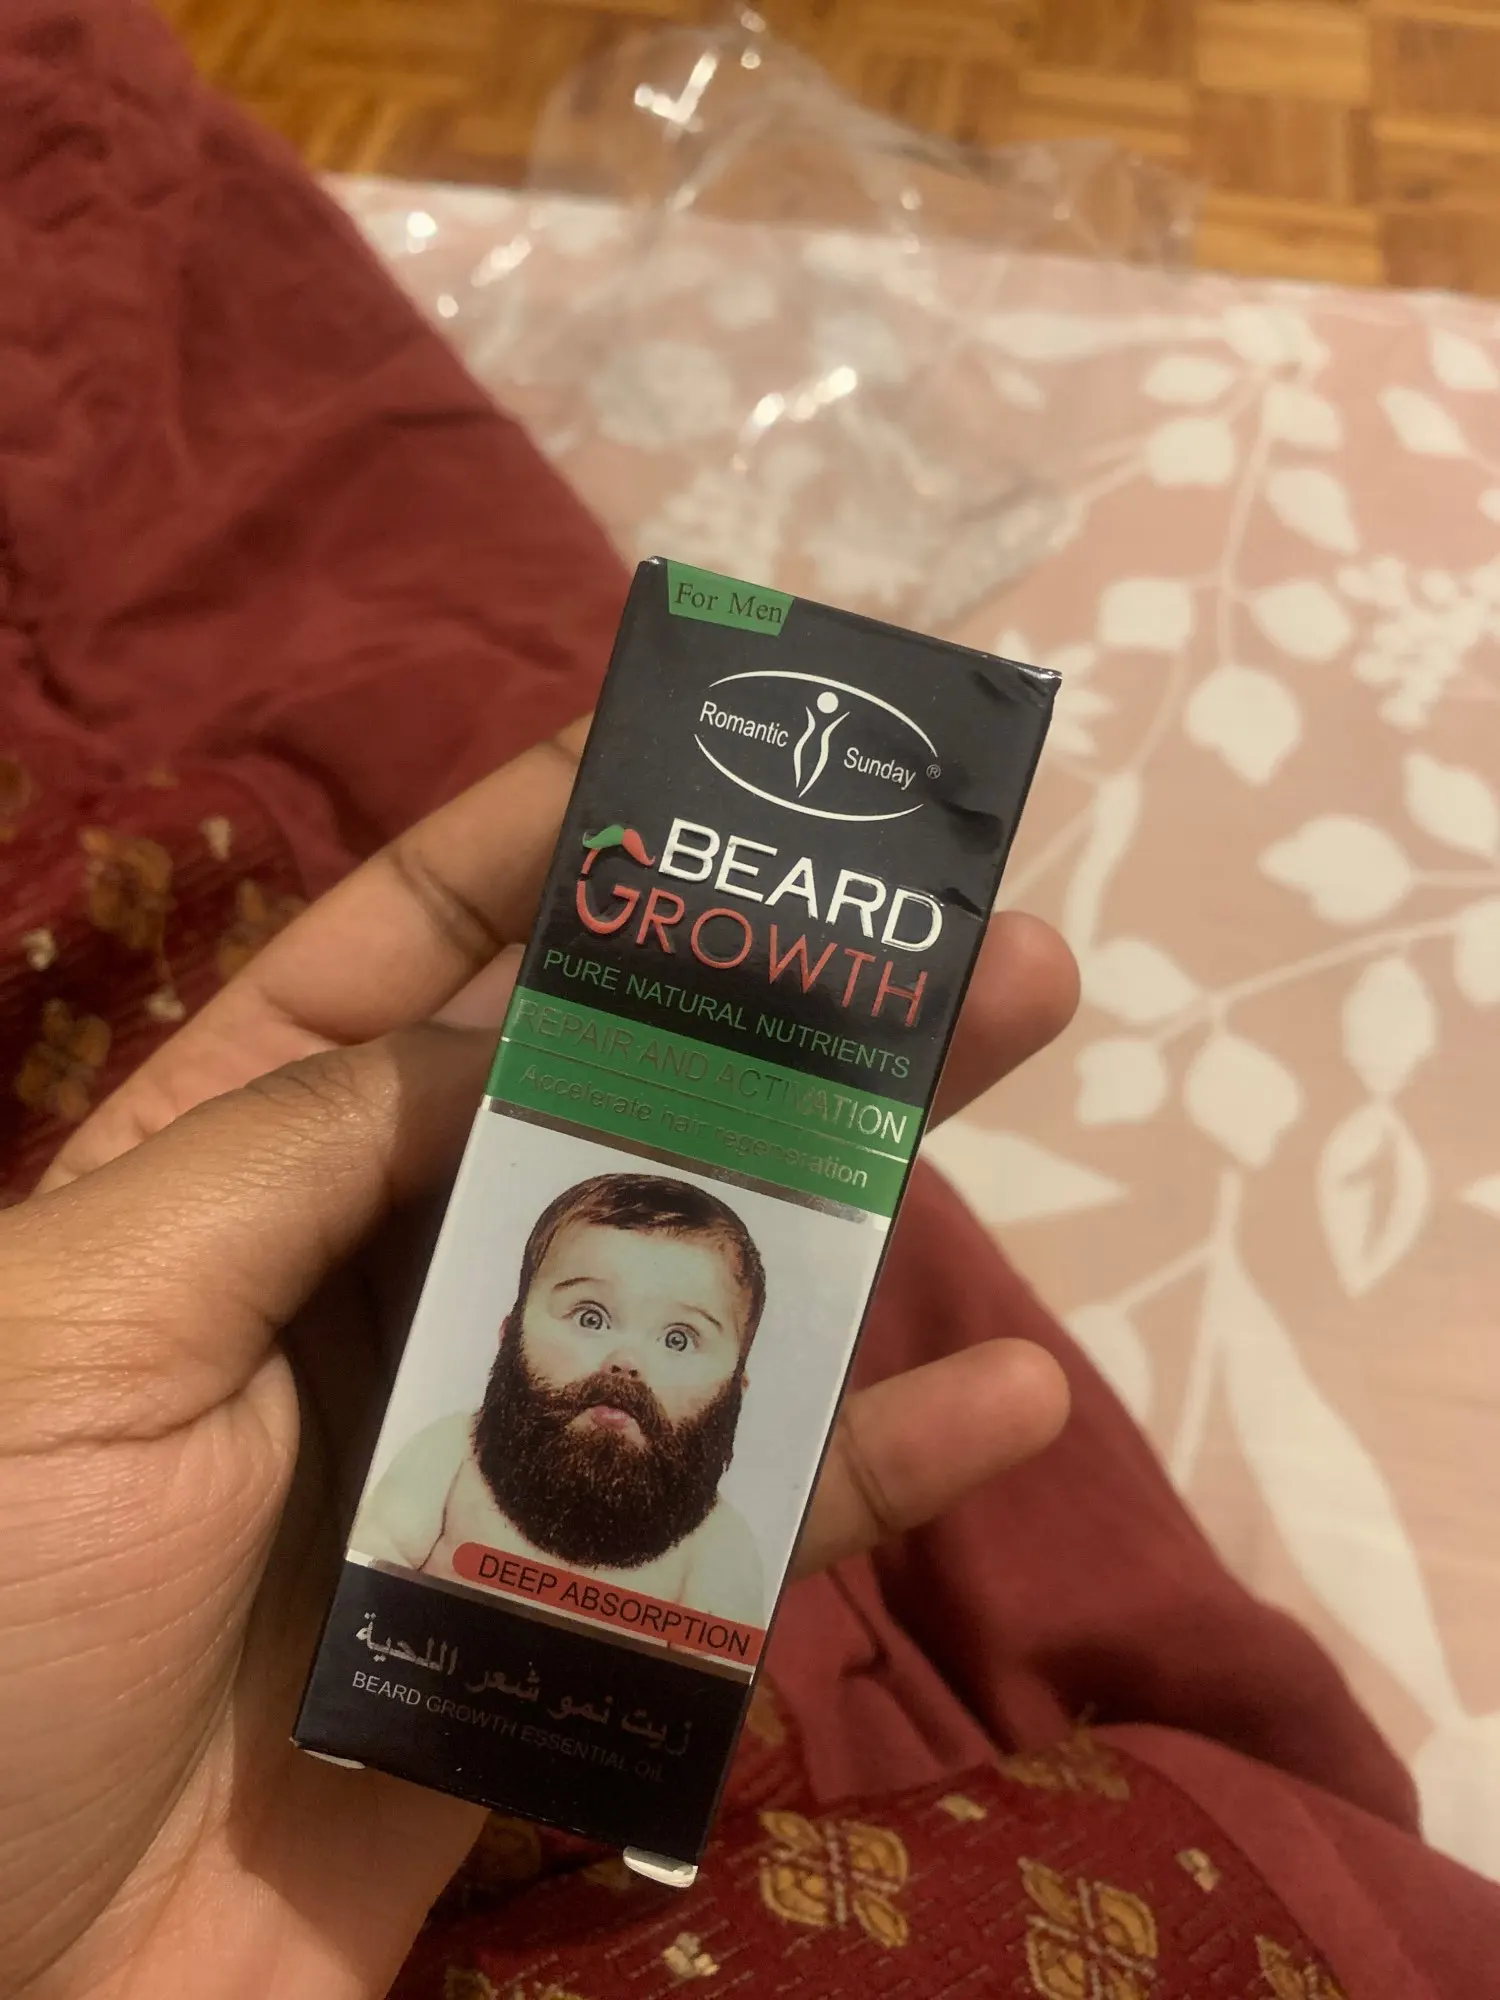 For Men
Romantic Sunday ®
BEARD
GROWTH
PURE NATURAL NUTRIENTS
REPAIR AND ACTIVATION
Accelerate hair regeneration
DEEP ABSORPTION
زيت نمو شعر اللحية
BEARD GROWTH ESSENTIAL OIL